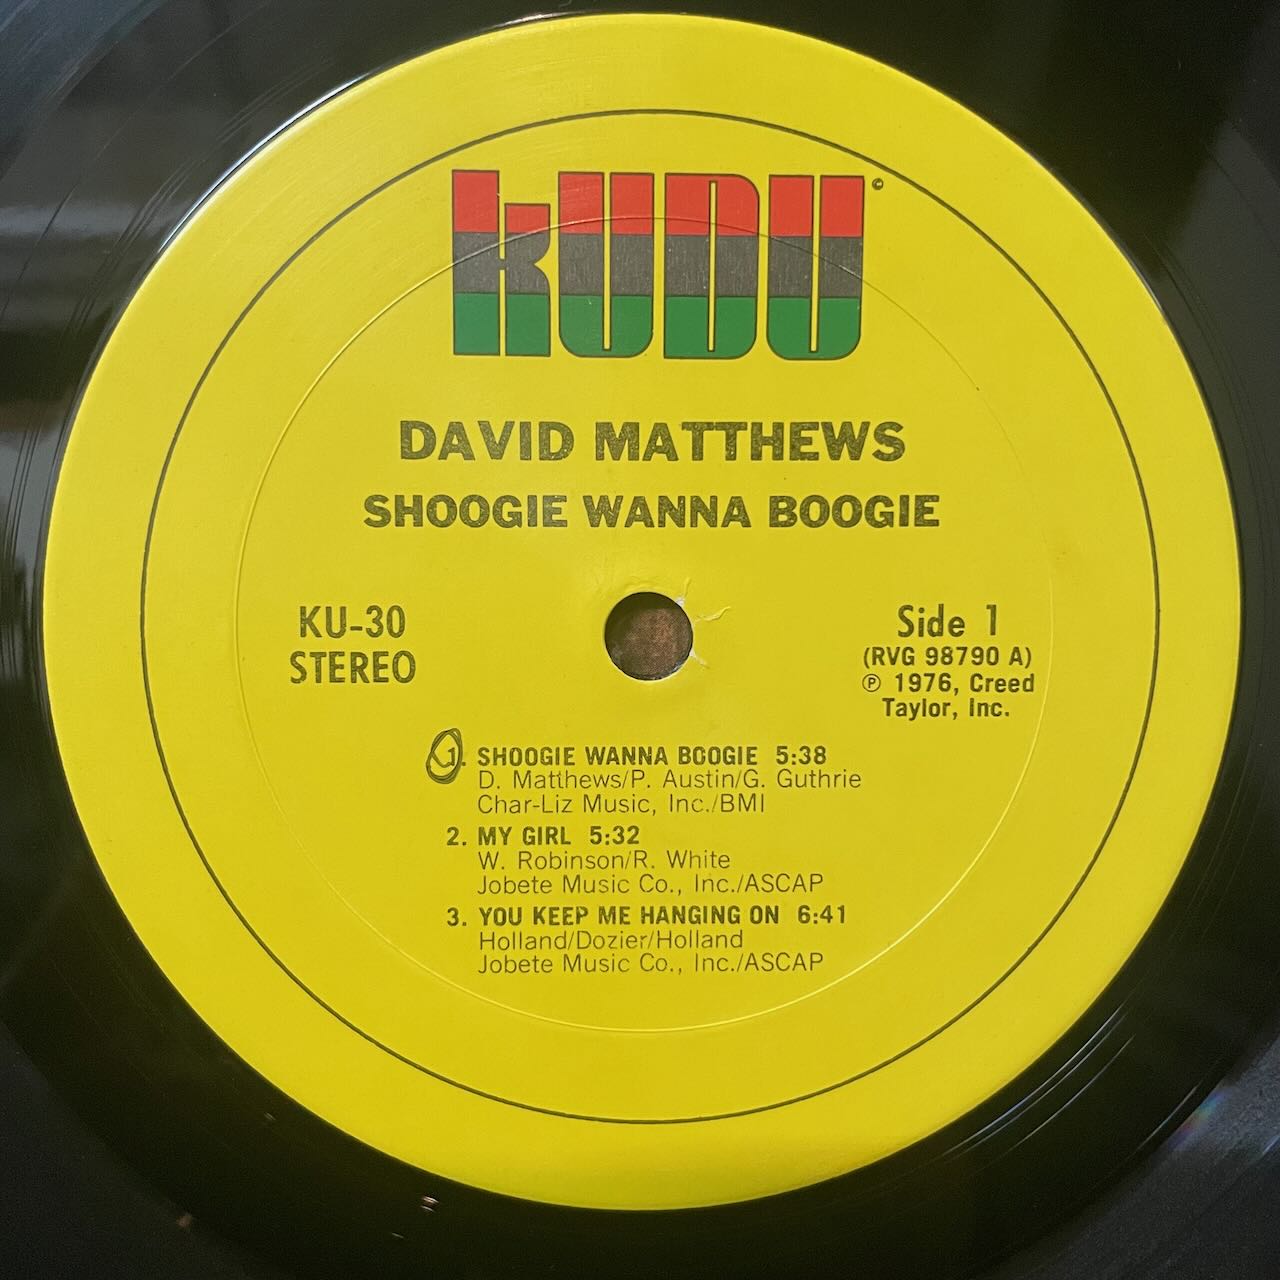 KUDU©
DAVID MATTHEWS
SHOOGIE WANNA BOOGIE
KU-30
STEREO
Side 1
(RVG 98790 A)
℗ 1976, Creed
Taylor, Inc.
1. SHOOGIE WANNA BOOGIE 5:38
D. Matthews/P. Austin/G. Guthrie
Char-Liz Music, Inc./BMI
2. MY GIRL 5:32
W. Robinson/R. White
Jobete Music Co., Inc./ASCAP
3. YOU KEEP ME HANGING ON 6:41
Holland/Dozier/Holland
Jobete Music Co., Inc./ASCAP